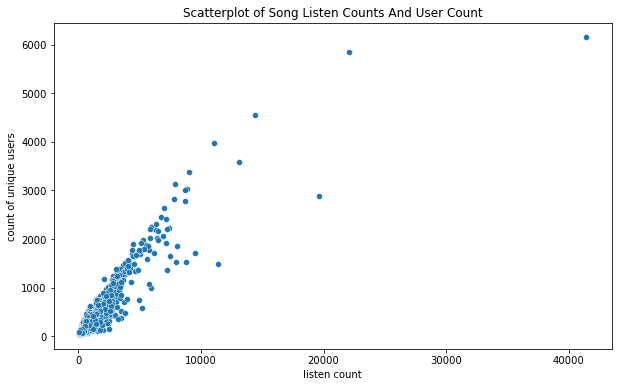 Scatterplot of Song Listen Counts And User Count
6000
5000
4000
3000
2000
1000
0
count of unique users
0 10000 20000 30000 40000
listen count